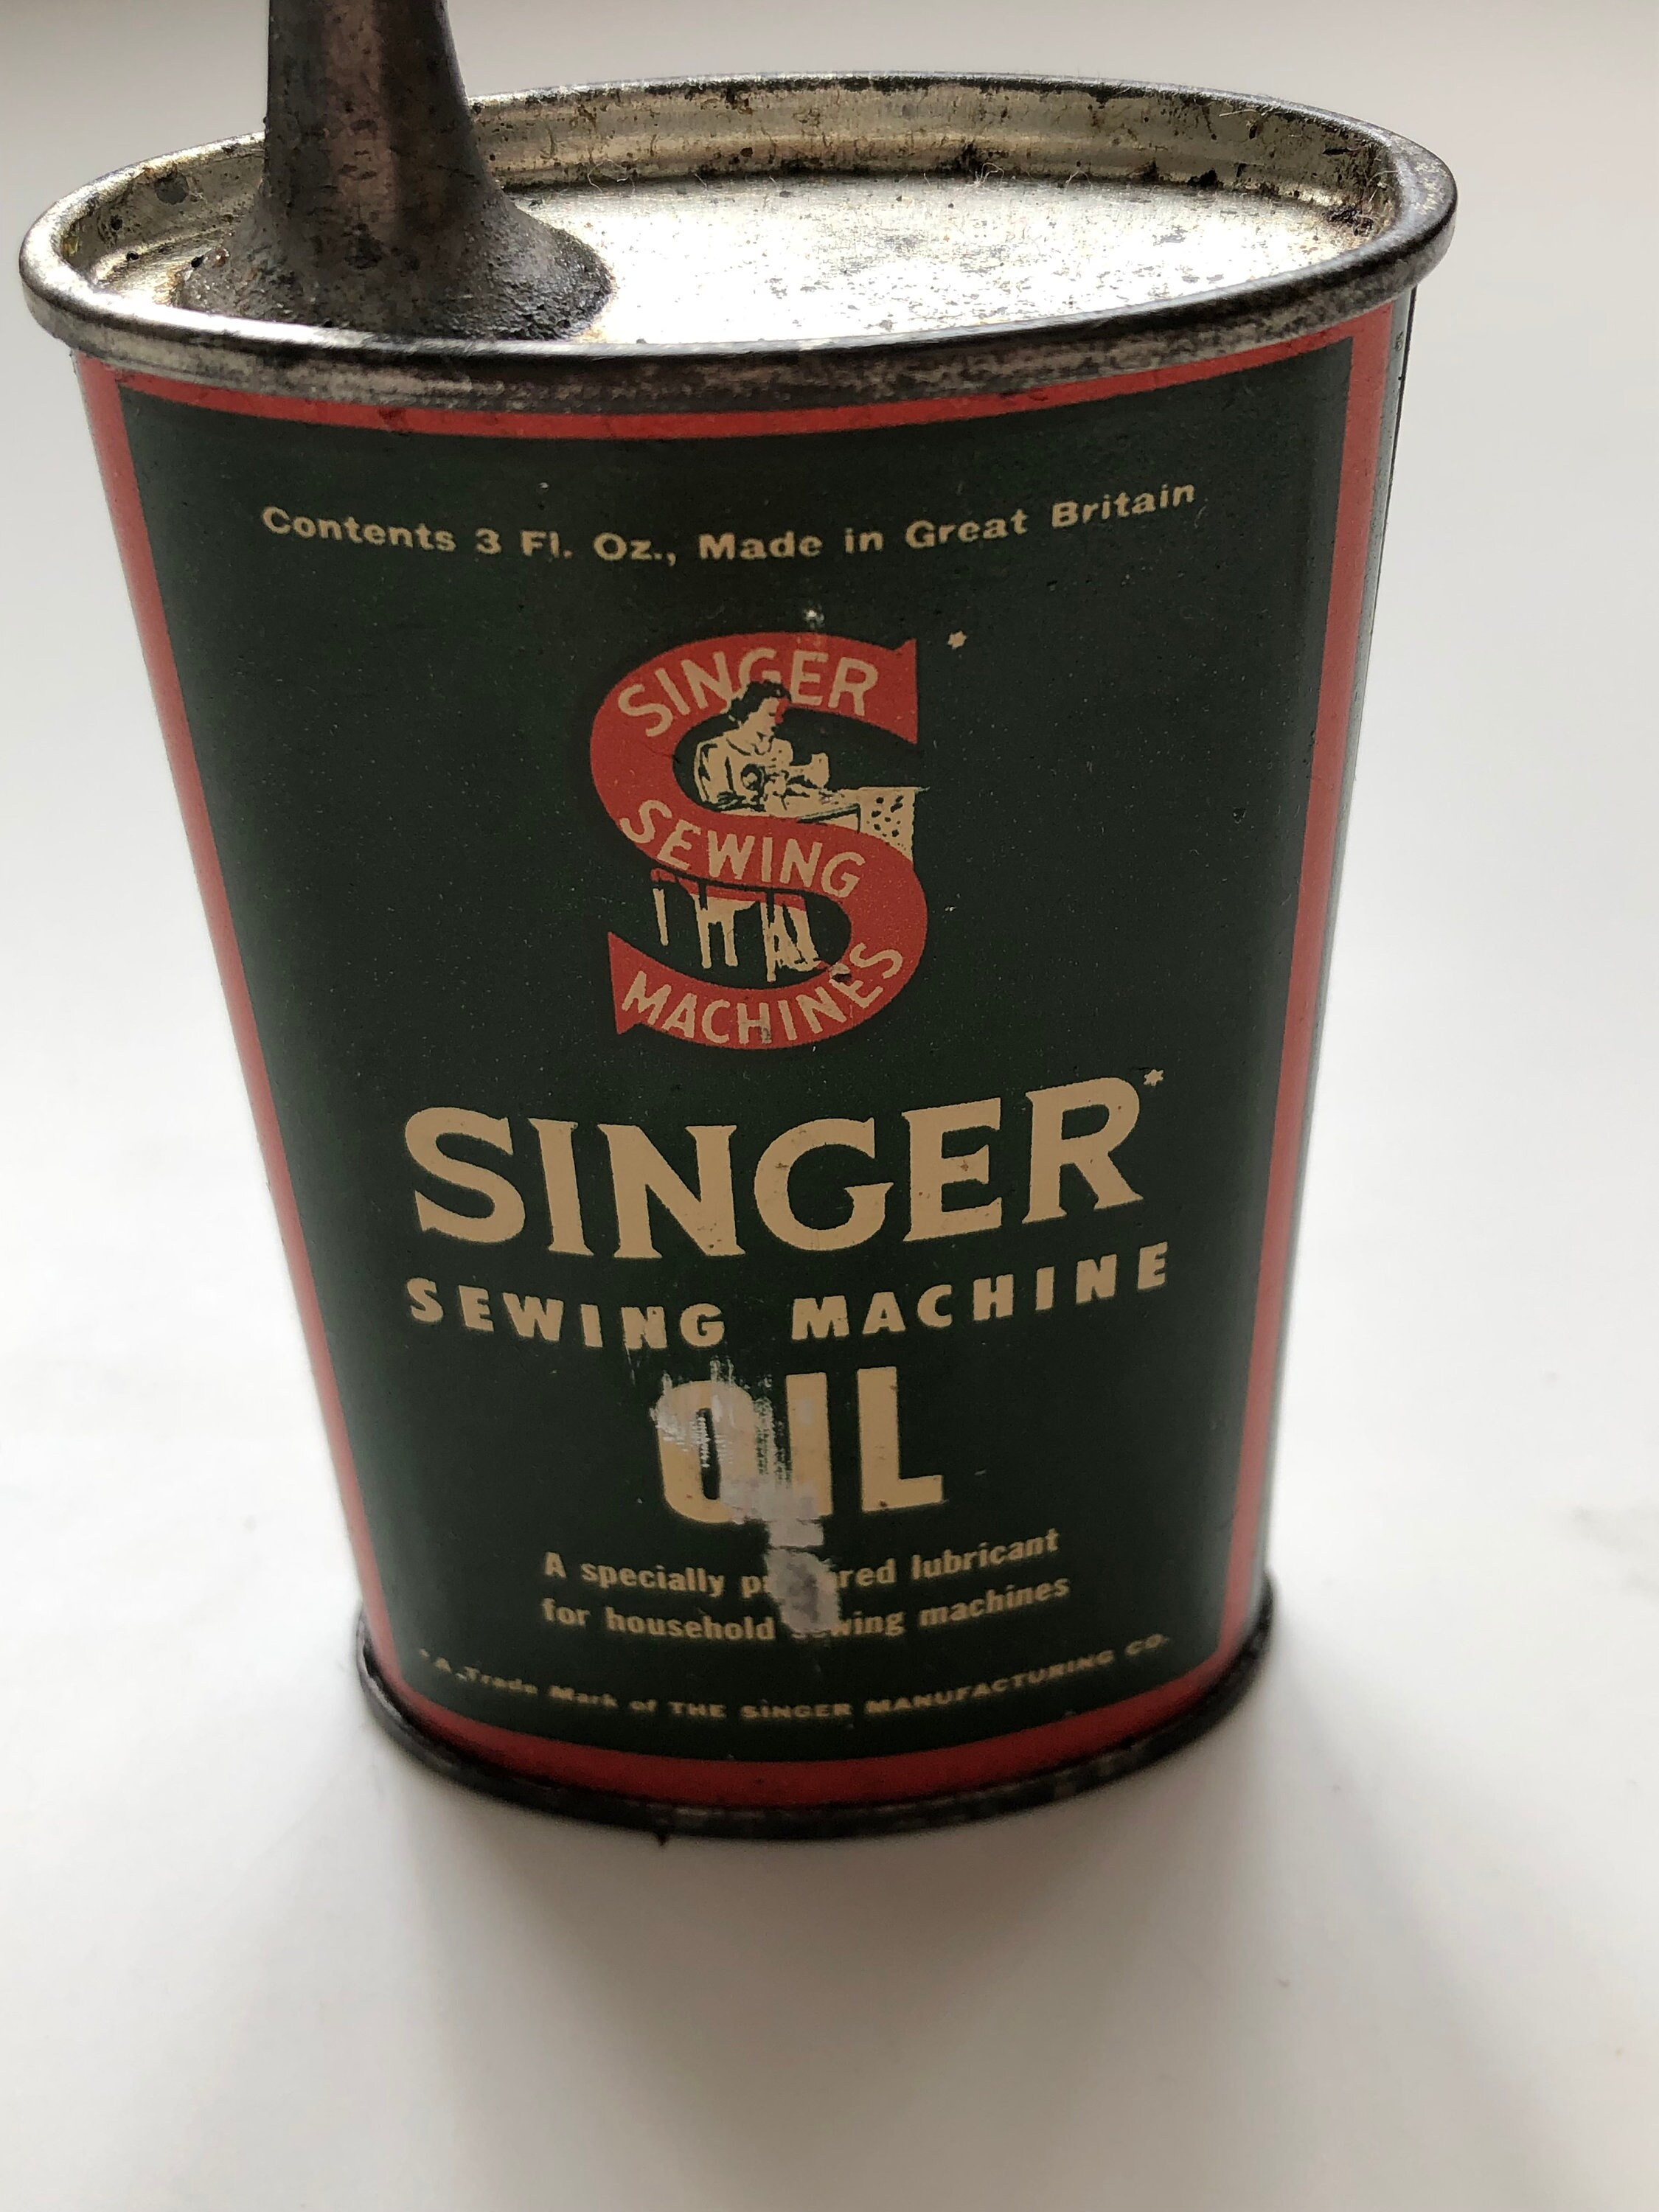 Contents 3 Fl. Oz., Made in Great Britain
SINGER *
SEWING
MACHINES
SINGER*
SEWING MACHINE
OIL
A specially lubricant
for household machines
* A Trade Mark of THE SINGER MANUFACTURING CO.